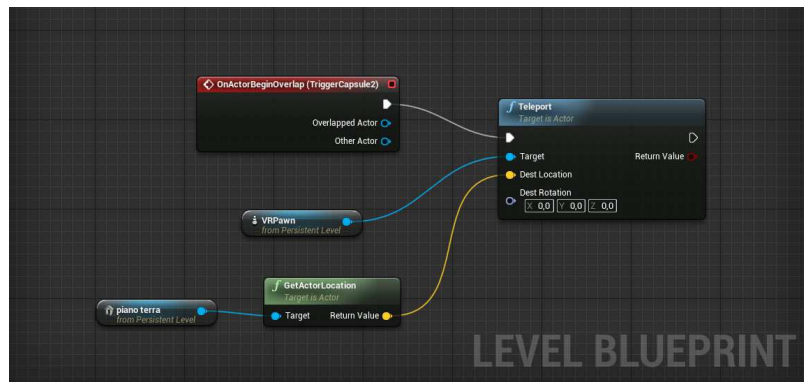 OnActorBeginOverlap (TriggerCapsule2)
Overlapped Actor
Other Actor
Teleport
Target is Actor
Target
Return Value
Dest Location
Dest Rotation
X 0,0 Y 0,0 Z 0,0
VRPawn
from Persistent Level
GetActorLocation
Target is Actor
Target
Return Value
piano terra
from Persistent Level
LEVEL BLUEPRINT